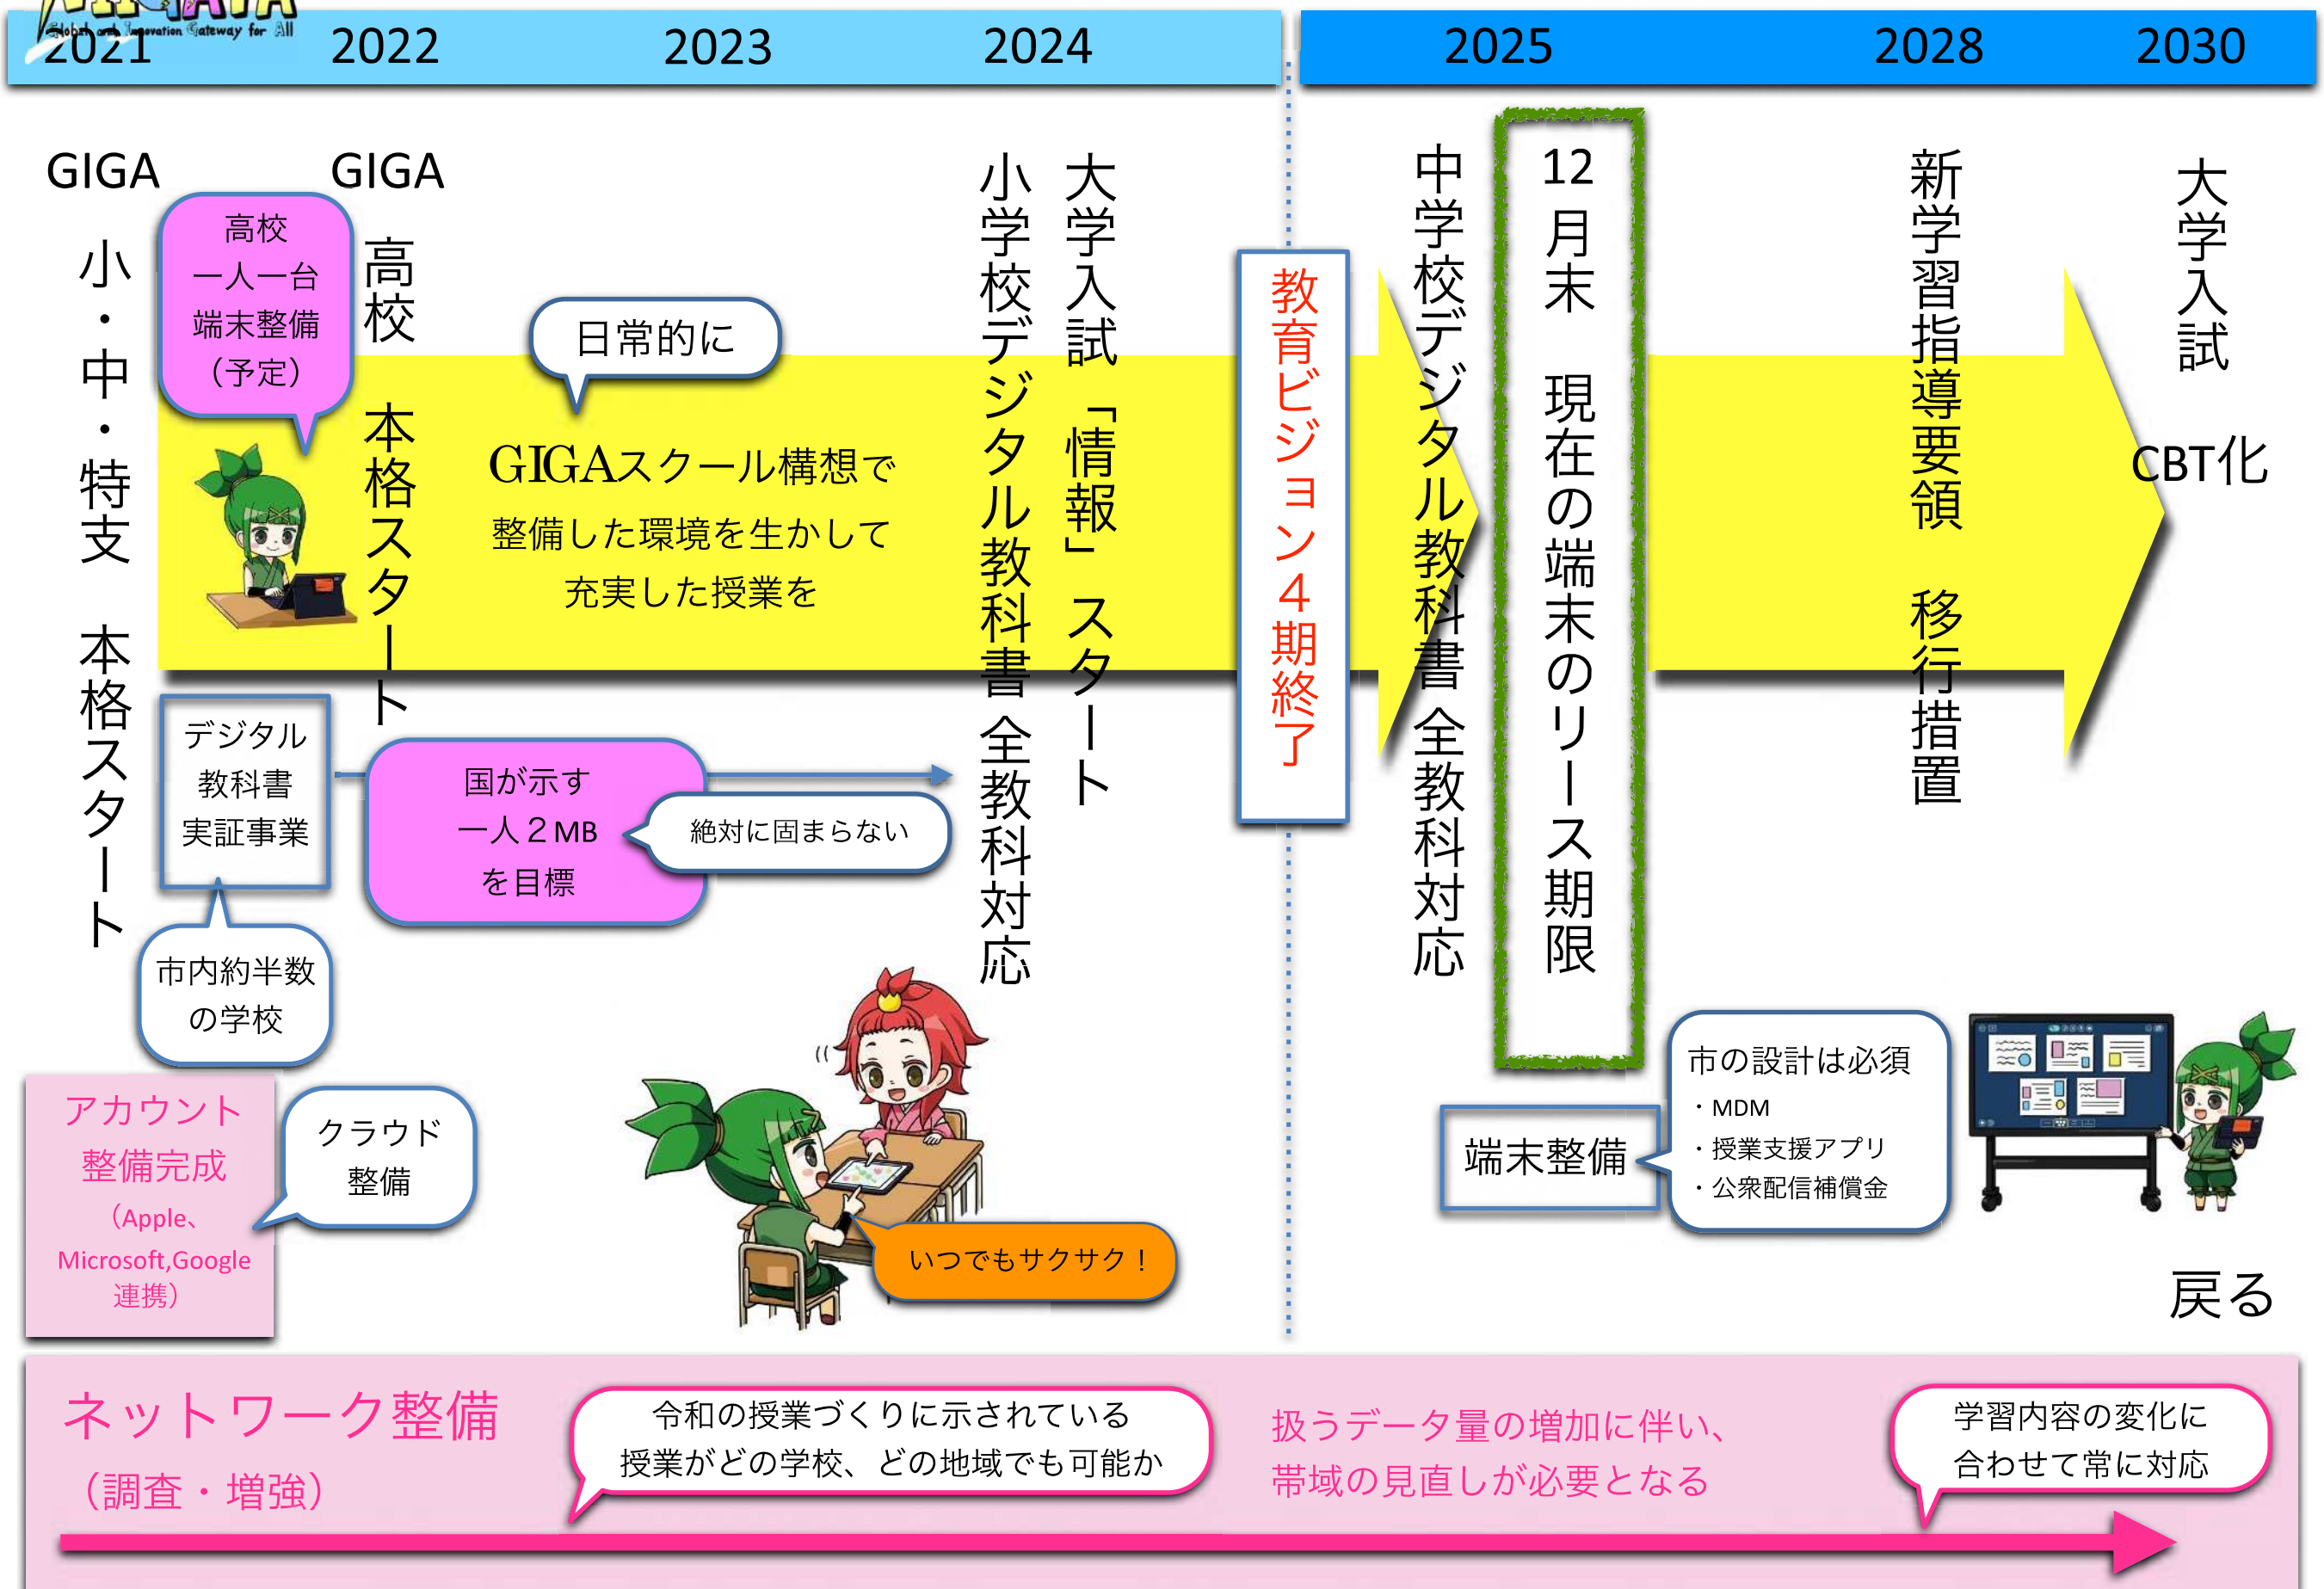 NIIGATA
Global and Innovation Gateway for All
2021
2022
2023
2024
2025
2028
2030
GIGA
小・中・特支 本格スタート
高校
一人一台
端末整備
（予定）
GIGA
高校 本格スタート
日常的に
GIGAスクール構想で
整備した環境を生かして
充実した授業を
大学入試「情報」スタート
小学校デジタル教科書 全教科対応
教育ビジョン４期終了
中学校デジタル教科書 全教科対応
12月末 現在の端末のリース期限
新学習指導要領 移行措置
大学入試
CBT化
デジタル
教科書
実証事業
国が示す
一人２MB
を目標
絶対に固まらない
市内約半数
の学校
アカウント
整備完成
（Apple、
Microsoft,Google
連携）
クラウド
整備
いつでもサクサク！
端末整備
市の設計は必須
・MDM
・授業支援アプリ
・公衆配信補償金
戻る
ネットワーク整備
（調査・増強）
令和の授業づくりに示されている
授業がどの学校、どの地域でも可能か
扱うデータ量の増加に伴い、
帯域の見直しが必要となる
学習内容の変化に
合わせて常に対応